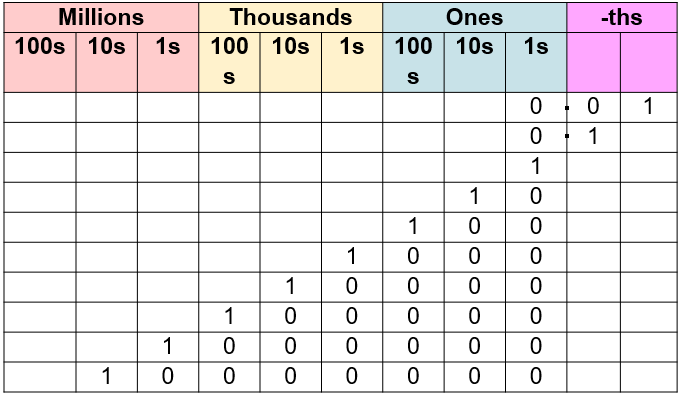 Millions Thousands Ones -ths
100s 10s 1s 100 10s 1s 100 10s 1s
s s
0 . 0 1
0 . 1
1
1 0
1 0 0
1 0 0 0
1 0 0 0 0
1 0 0 0 0 0
1 0 0 0 0 0 0
1 0 0 0 0 0 0 0